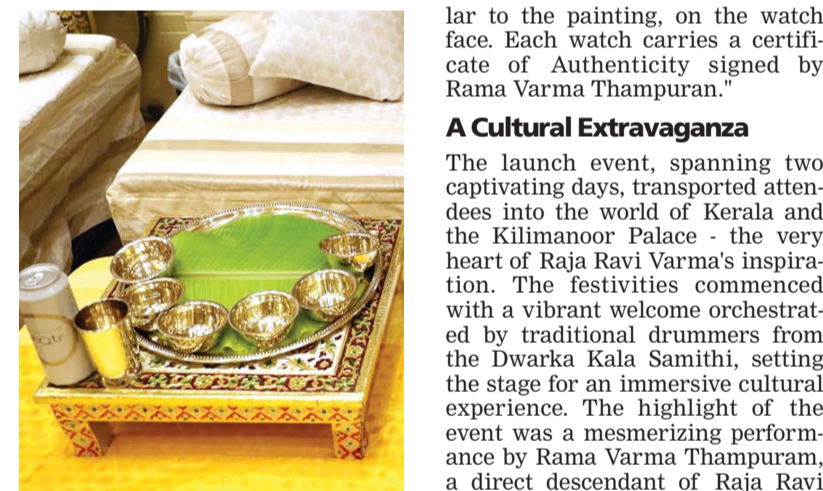 lar to the painting, on the watch
face. Each watch carries a certifi-
cate of Authenticity signed by
Rama Varma Thampuran."
A Cultural Extravaganza
The launch event, spanning two
captivating days, transported atten-
dees into the world of Kerala and
the Kilimanoor Palace - the very
heart of Raja Ravi Varma's inspira-
tion. The festivities commenced
with a vibrant welcome orchestrat-
ed by traditional drummers from
the Dwarka Kala Samithi, setting
the stage for an immersive cultural
experience. The highlight of the
event was a mesmerizing perform-
ance by Rama Varma Thampuram,
a direct descendant of Raja Ravi